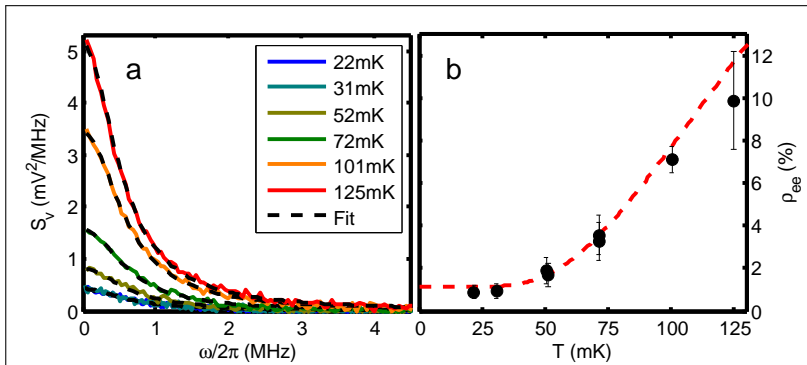 a
S_v (mV²/MHz)
5
4
3
2
1
0
0 1 2 3 4
ω/2π (MHz)
22mK
31mK
52mK
72mK
101mK
125mK
Fit
b
0 25 50 75 100 125
T (mK)
12
10
8
6
4
2
0
ρ_ee (%)